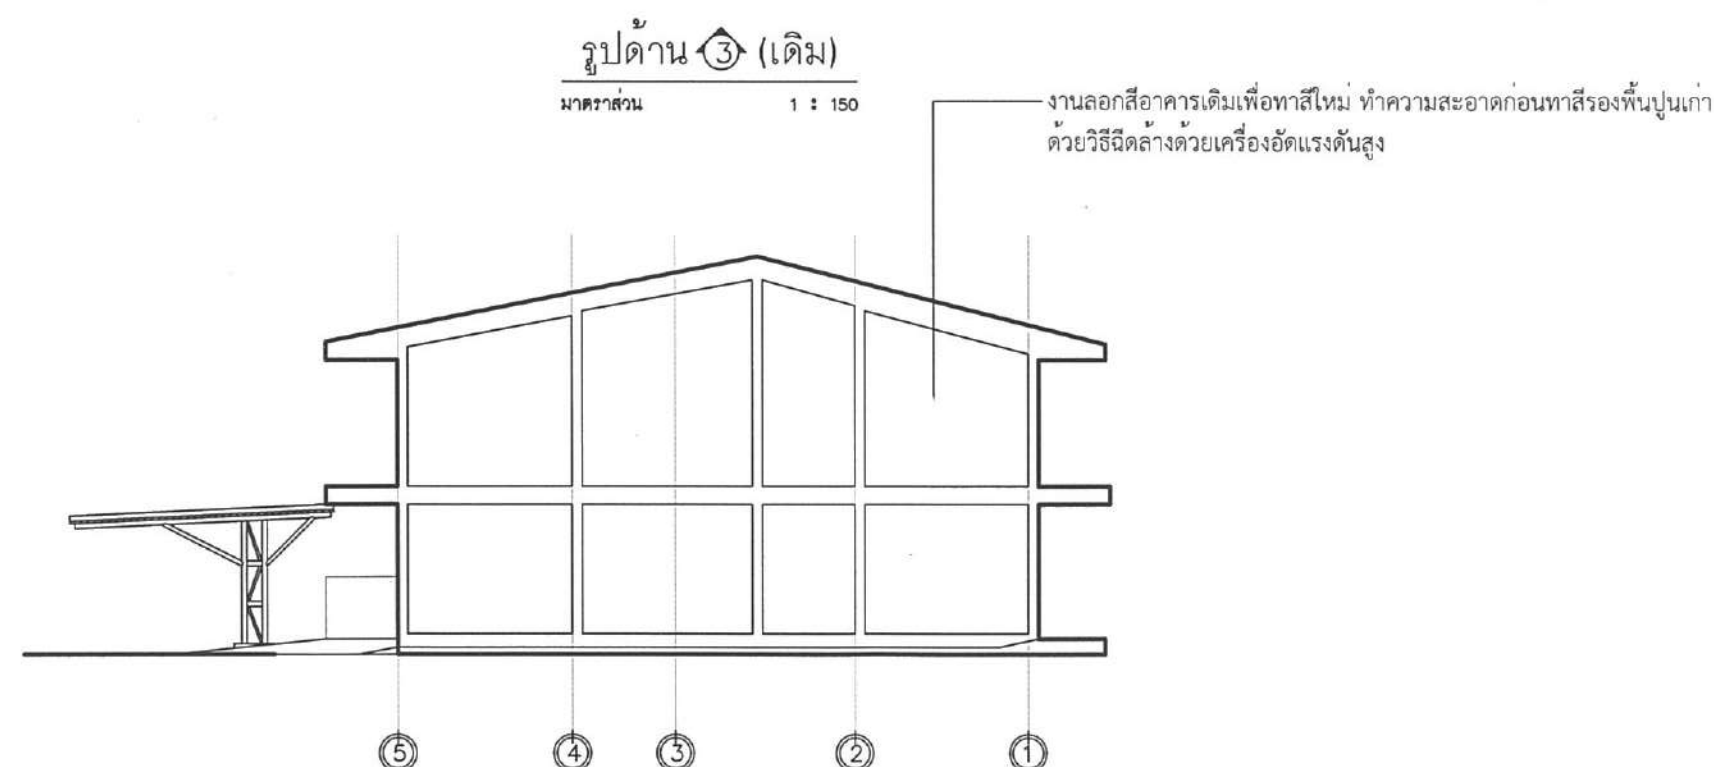 รูปด้าน 3 (เดิม)
มาตราส่วน 1 : 150
งานลอกสีอาคารเดิมเพื่อทาสีใหม่ ทำความสะอาดก่อนทาสีรองพื้นปูนเก่า
ด้วยวิธีฉีดล้างด้วยเครื่องอัดแรงดันสูง
5 4 3 2 1